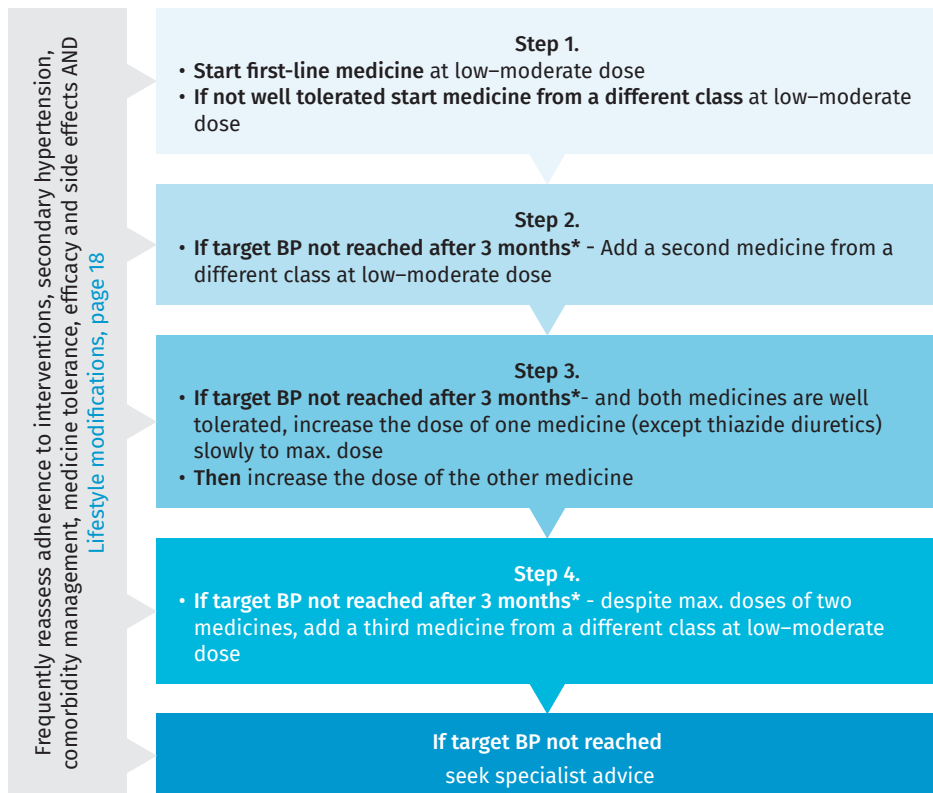 Frequently reassess adherence to interventions, secondary hypertension,
comorbidity management, medicine tolerance, efficacy and side effects AND
Lifestyle modifications, page 18
Step 1.
• Start first-line medicine at low–moderate dose
• If not well tolerated start medicine from a different class at low–moderate
dose
Step 2.
• If target BP not reached after 3 months* - Add a second medicine from a
different class at low–moderate dose
Step 3.
• If target BP not reached after 3 months*- and both medicines are well
tolerated, increase the dose of one medicine (except thiazide diuretics)
slowly to max. dose
• Then increase the dose of the other medicine
Step 4.
• If target BP not reached after 3 months* - despite max. doses of two
medicines, add a third medicine from a different class at low–moderate
dose
If target BP not reached
seek specialist advice